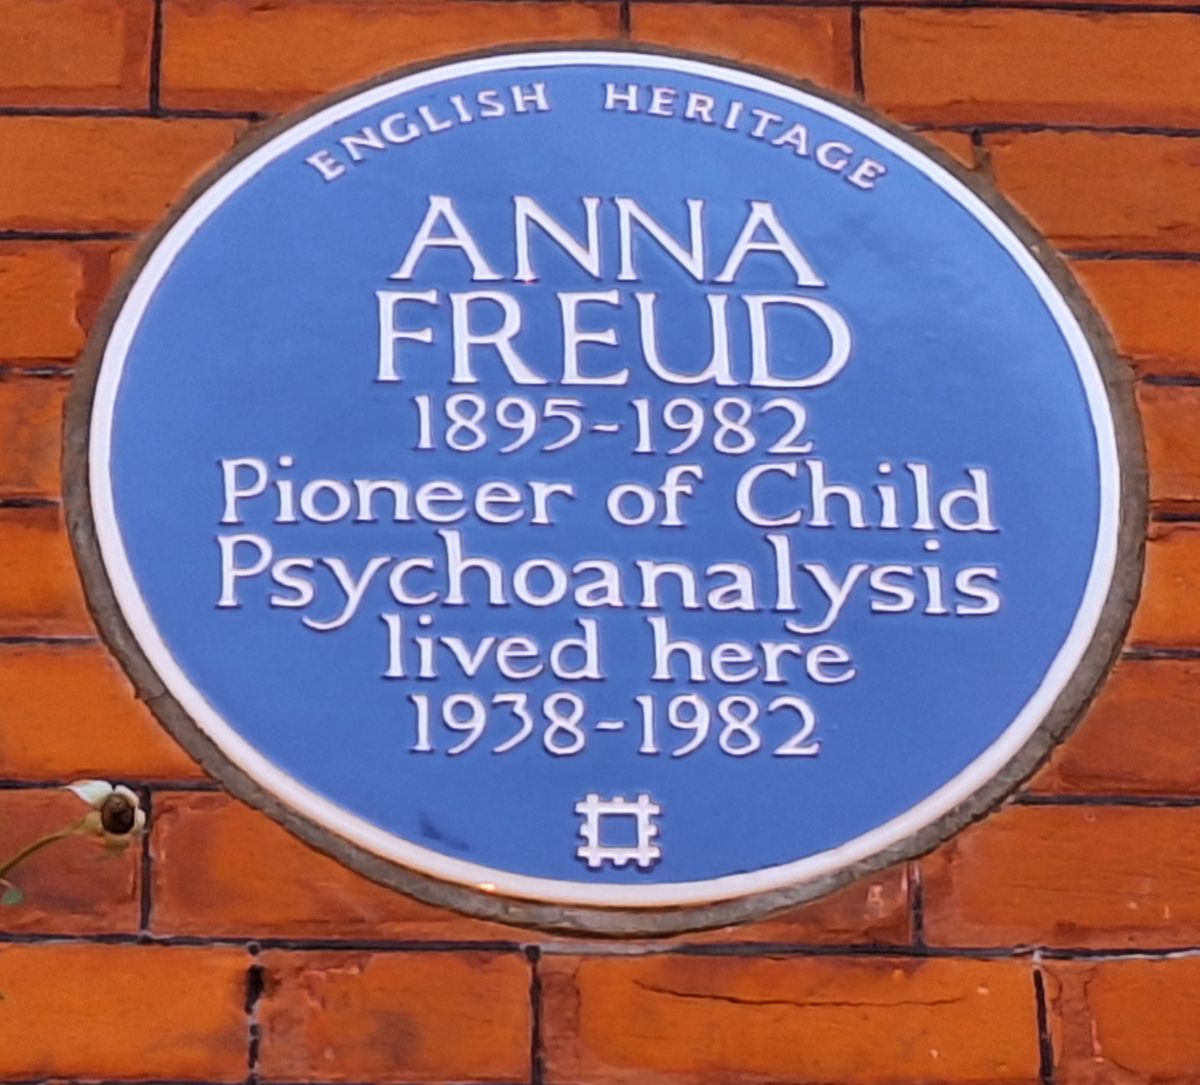 ENGLISH HERITAGE
ANNA
FREUD
1895-1982
Pioneer of Child
Psychoanalysis
lived here
1938-1982